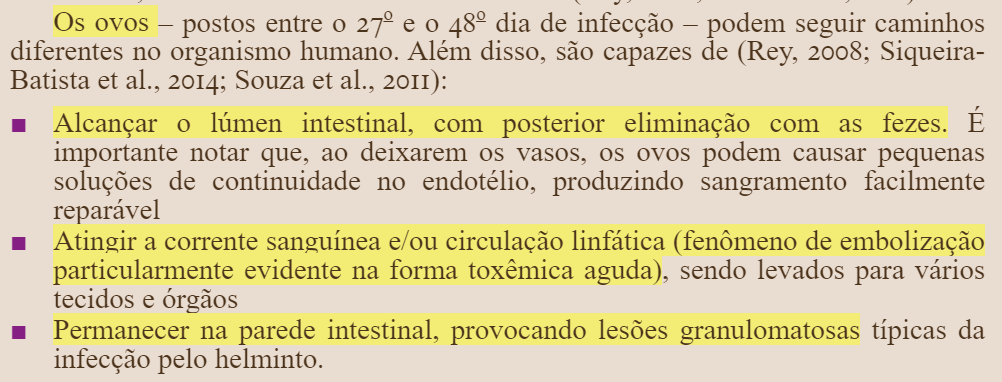 Os ovos – postos entre o 27º e o 48º dia de infecção – podem seguir caminhos
diferentes no organismo humano. Além disso, são capazes de (Rey, 2008; Siqueira-
Batista et al., 2014; Souza et al., 2011):
■ Alcançar o lúmen intestinal, com posterior eliminação com as fezes. É
importante notar que, ao deixarem os vasos, os ovos podem causar pequenas
soluções de continuidade no endotélio, produzindo sangramento facilmente
reparável
■ Atingir a corrente sanguínea e/ou circulação linfática (fenômeno de embolização
particularmente evidente na forma toxêmica aguda), sendo levados para vários
tecidos e órgãos
■ Permanecer na parede intestinal, provocando lesões granulomatosas típicas da
infecção pelo helminto.